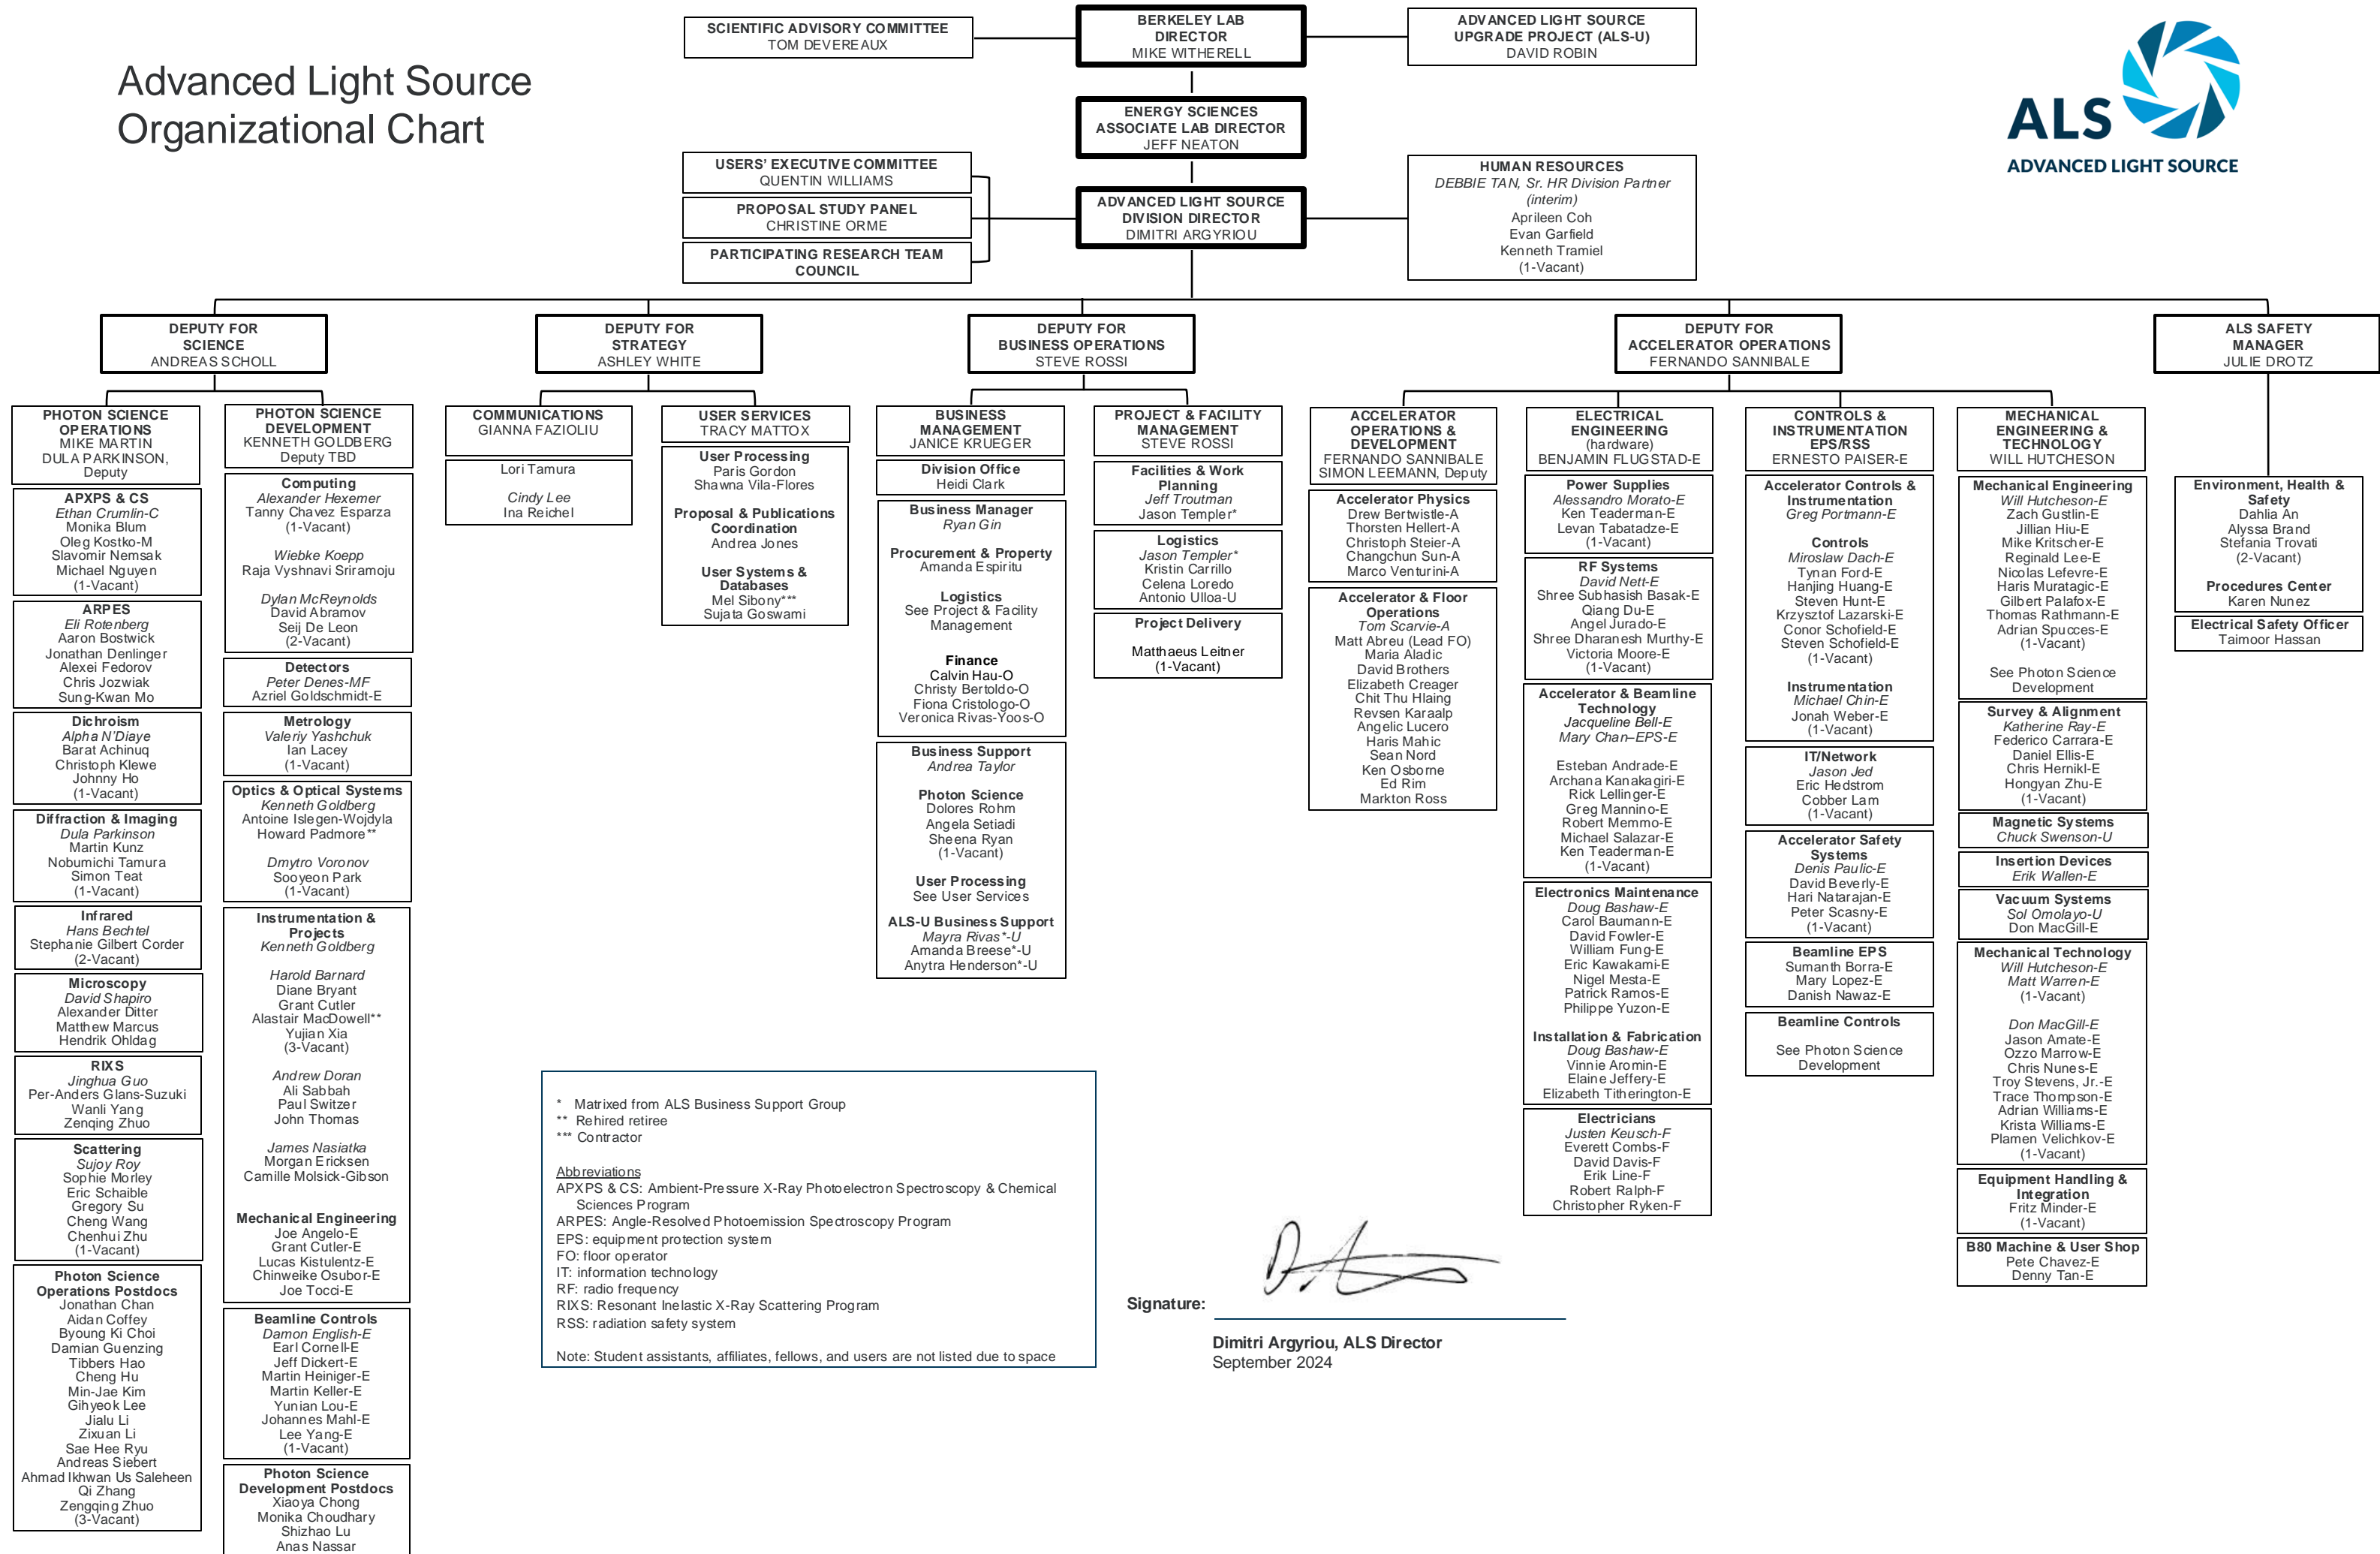 Advanced Light Source
Organizational Chart
SCIENTIFIC ADVISORY COMMITTEE
TOM DEVEREAUX
BERKELEY LAB
DIRECTOR
MIKE WITHERELL
ADVANCED LIGHT SOURCE
UPGRADE PROJECT (ALS-U)
DAVID ROBIN
ALS
ADVANCED LIGHT SOURCE
ENERGY SCIENCES
ASSOCIATE LAB DIRECTOR
JEFF NEATON
USERS' EXECUTIVE COMMITTEE
QUENTIN WILLIAMS
PROPOSAL STUDY PANEL
CHRISTINE ORME
PARTICIPATING RESEARCH TEAM
COUNCIL
ADVANCED LIGHT SOURCE
DIVISION DIRECTOR
DIMITRI ARGYRIOU
HUMAN RESOURCES
DEBBIE TAN, Sr. HR Division Partner
(interim)
Aprileen Coh
Evan Garfield
Kenneth Tramiel
(1-Vacant)
DEPUTY FOR
SCIENCE
ANDREAS SCHOLL
DEPUTY FOR
STRATEGY
ASHLEY WHITE
DEPUTY FOR
BUSINESS OPERATIONS
STEVE ROSSI
DEPUTY FOR
ACCELERATOR OPERATIONS
FERNANDO SANNIBALE
ALS SAFETY
MANAGER
JULIE DROTZ
PHOTON SCIENCE
OPERATIONS
MIKE MARTIN
DULA PARKINSON,
Deputy
APXPS & CS
Ethan Crumlin-C
Monika Blum
Oleg Kostko-M
Slavomir Nemsak
Michael Nguyen
(1-Vacant)
ARPES
Eli Rotenberg
Aaron Bostwick
Jonathan Denlinger
Alexei Fedorov
Chris Jozwiak
Sung-Kwan Mo
Dichroism
Alpha N'Diaye
Barat Achinuq
Christoph Klewe
Johnny Ho
(1-Vacant)
Diffraction & Imaging
Dula Parkinson
Martin Kunz
Nobumichi Tamura
Simon Teat
(1-Vacant)
Infrared
Hans Bechtel
Stephanie Gilbert Corder
(2-Vacant)
Microscopy
David Shapiro
Alexander Ditter
Matthew Marcus
Hendrik Ohldag
RIXS
Jinghua Guo
Per-Anders Glans-Suzuki
Wanli Yang
Zenqing Zhuo
Scattering
Sujoy Roy
Sophie Morley
Eric Schaible
Gregory Su
Cheng Wang
Chenhui Zhu
(1-Vacant)
Photon Science
Operations Postdocs
Jonathan Chan
Aidan Coffey
Byoung Ki Choi
Damian Guenzing
Tibbers Hao
Cheng Hu
Min-Jae Kim
Gihyeok Lee
Jialu Li
Zixuan Li
Sae Hee Ryu
Andreas Siebert
Ahmad Ikhwan Us Saleheen
Qi Zhang
Zengqing Zhuo
(3-Vacant)
PHOTON SCIENCE
DEVELOPMENT
KENNETH GOLDBERG
Deputy TBD
Computing
Alexander Hexemer
Tanny Chavez Esparza
(1-Vacant)
Wiebke Koepp
Raja Vyshnavi Sriramoju
Dylan McReynolds
David Abramov
Seij De Leon
(2-Vacant)
Detectors
Peter Denes-MF
Azriel Goldschmidt-E
Metrology
Valeriy Yashchuk
Ian Lacey
(1-Vacant)
Optics & Optical Systems
Kenneth Goldberg
Antoine Islegen-Wojdyla
Howard Padmore**
Dmytro Voronov
Sooyeon Park
(1-Vacant)
Instrumentation &
Projects
Kenneth Goldberg
Harold Barnard
Diane Bryant
Grant Cutler
Alastair MacDowell**
Yujian Xia
(3-Vacant)
Andrew Doran
Ali Sabbah
Paul Switzer
John Thomas
James Nasiatka
Morgan Ericksen
Camille Molsick-Gibson
Mechanical Engineering
Joe Angelo-E
Grant Cutler-E
Lucas Kistulentz-E
Chinweike Osubor-E
Joe Tocci-E
Beamline Controls
Damon English-E
Earl Cornell-E
Jeff Dickert-E
Martin Heiniger-E
Martin Keller-E
Yunian Lou-E
Johannes Mahl-E
Lee Yang-E
(1-Vacant)
Photon Science
Development Postdocs
Xiaoya Chong
Monika Choudhary
Shizhao Lu
Anas Nassar
COMMUNICATIONS
GIANNA FAZIOLIU
Lori Tamura
Cindy Lee
Ina Reichel
USER SERVICES
TRACY MATTOX
User Processing
Paris Gordon
Shawna Vila-Flores
Proposal & Publications
Coordination
Andrea Jones
User Systems &
Databases
Mel Sibony***
Sujata Goswami
BUSINESS
MANAGEMENT
JANICE KRUEGER
Division Office
Heidi Clark
Business Manager
Ryan Gin
Procurement & Property
Amanda Espiritu
Logistics
See Project & Facility
Management
Finance
Calvin Hau-O
Christy Bertoldo-O
Fiona Cristologo-O
Veronica Rivas-Yoos-O
Business Support
Andrea Taylor
Photon Science
Dolores Rohm
Angela Setiadi
Sheena Ryan
(1-Vacant)
User Processing
See User Services
ALS-U Business Support
Mayra Rivas*-U
Amanda Breese*-U
Anytra Henderson*-U
PROJECT & FACILITY
MANAGEMENT
STEVE ROSSI
Facilities & Work
Planning
Jeff Troutman
Jason Templer*
Logistics
Jason Templer*
Kristin Carrillo
Celena Loredo
Antonio Ulloa-U
Project Delivery
Matthaeus Leitner
(1-Vacant)
ACCELERATOR
OPERATIONS &
DEVELOPMENT
FERNANDO SANNIBALE
SIMON LEEMANN, Deputy
Accelerator Physics
Drew Bertwistle-A
Thorsten Hellert-A
Christoph Steier-A
Changchun Sun-A
Marco Venturini-A
Accelerator & Floor
Operations
Tom Scarvie-A
Matt Abreu (Lead FO)
Maria Aladic
David Brothers
Elizabeth Creager
Chit Thu Hlaing
Revsen Karaalp
Angelic Lucero
Haris Mahic
Sean Nord
Ken Osborne
Ed Rim
Markton Ross
ELECTRICAL
ENGINEERING
(hardware)
BENJAMIN FLUGSTAD-E
Power Supplies
Alessandro Morato-E
Ken Teaderman-E
Levan Tabatadze-E
(1-Vacant)
RF Systems
David Nett-E
Shree Subhasish Basak-E
Qiang Du-E
Angel Jurado-E
Shree Dharanesh Murthy-E
Victoria Moore-E
(1-Vacant)
Accelerator & Beamline
Technology
Jacqueline Bell-E
Mary Chan–EPS-E
Esteban Andrade-E
Archana Kanakagiri-E
Rick Lellinger-E
Greg Mannino-E
Robert Memmo-E
Michael Salazar-E
Ken Teaderman-E
(1-Vacant)
Electronics Maintenance
Doug Bashaw-E
Carol Baumann-E
David Fowler-E
William Fung-E
Eric Kawakami-E
Nigel Mesta-E
Patrick Ramos-E
Philippe Yuzon-E
Installation & Fabrication
Doug Bashaw-E
Vinnie Aromin-E
Elaine Jeffery-E
Elizabeth Titherington-E
Electricians
Justen Keusch-F
Everett Combs-F
David Davis-F
Erik Line-F
Robert Ralph-F
Christopher Ryken-F
CONTROLS &
INSTRUMENTATION
EPS/RSS
ERNESTO PAISER-E
Accelerator Controls &
Instrumentation
Greg Portmann-E
Controls
Miroslaw Dach-E
Tynan Ford-E
Hanjing Huang-E
Steven Hunt-E
Krzysztof Lazarski-E
Conor Schofield-E
Steven Schofield-E
(1-Vacant)
Instrumentation
Michael Chin-E
Jonah Weber-E
(1-Vacant)
IT/Network
Jason Jed
Eric Hedstrom
Cobber Lam
(1-Vacant)
Accelerator Safety
Systems
Denis Paulic-E
David Beverly-E
Hari Natarajan-E
Peter Scasny-E
(1-Vacant)
Beamline EPS
Sumanth Borra-E
Mary Lopez-E
Danish Nawaz-E
Beamline Controls
See Photon Science
Development
MECHANICAL
ENGINEERING &
TECHNOLOGY
WILL HUTCHESON
Mechanical Engineering
Will Hutcheson-E
Zach Gustlin-E
Jillian Hiu-E
Mike Kritscher-E
Reginald Lee-E
Nicolas Lefevre-E
Haris Muratagic-E
Gilbert Palafox-E
Thomas Rathmann-E
Adrian Spucces-E
(1-Vacant)
See Photon Science
Development
Survey & Alignment
Katherine Ray-E
Federico Carrara-E
Daniel Ellis-E
Chris Hernikl-E
Hongyan Zhu-E
(1-Vacant)
Magnetic Systems
Chuck Swenson-U
Insertion Devices
Erik Wallen-E
Vacuum Systems
Sol Omolayo-U
Don MacGill-E
Mechanical Technology
Will Hutcheson-E
Matt Warren-E
(1-Vacant)
Don MacGill-E
Jason Amate-E
Ozzo Marrow-E
Chris Nunes-E
Troy Stevens, Jr.-E
Trace Thompson-E
Adrian Williams-E
Krista Williams-E
Plamen Velichkov-E
(1-Vacant)
Equipment Handling &
Integration
Fritz Minder-E
(1-Vacant)
B80 Machine & User Shop
Pete Chavez-E
Denny Tan-E
Environment, Health &
Safety
Dahlia An
Alyssa Brand
Stefania Trovati
(2-Vacant)
Procedures Center
Karen Nunez
Electrical Safety Officer
Taimoor Hassan
* Matrixed from ALS Business Support Group
** Rehired retiree
*** Contractor
Abbreviations
APXPS & CS: Ambient-Pressure X-Ray Photoelectron Spectroscopy & Chemical
Sciences Program
ARPES: Angle-Resolved Photoemission Spectroscopy Program
EPS: equipment protection system
FO: floor operator
IT: information technology
RF: radio frequency
RIXS: Resonant Inelastic X-Ray Scattering Program
RSS: radiation safety system
Note: Student assistants, affiliates, fellows, and users are not listed due to space
Signature:
Dimitri Argyriou, ALS Director
September 2024